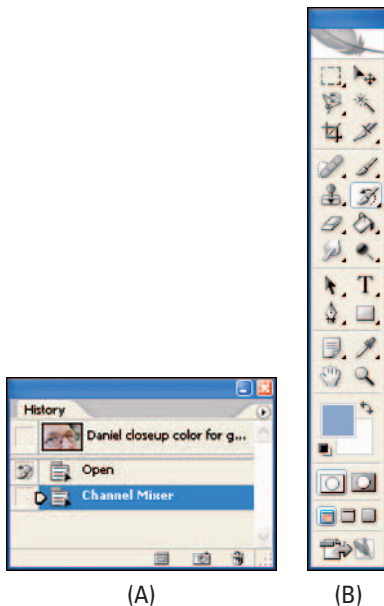 History
Daniel closeup color for g...
Open
Channel Mixer
T
(A)
(B)